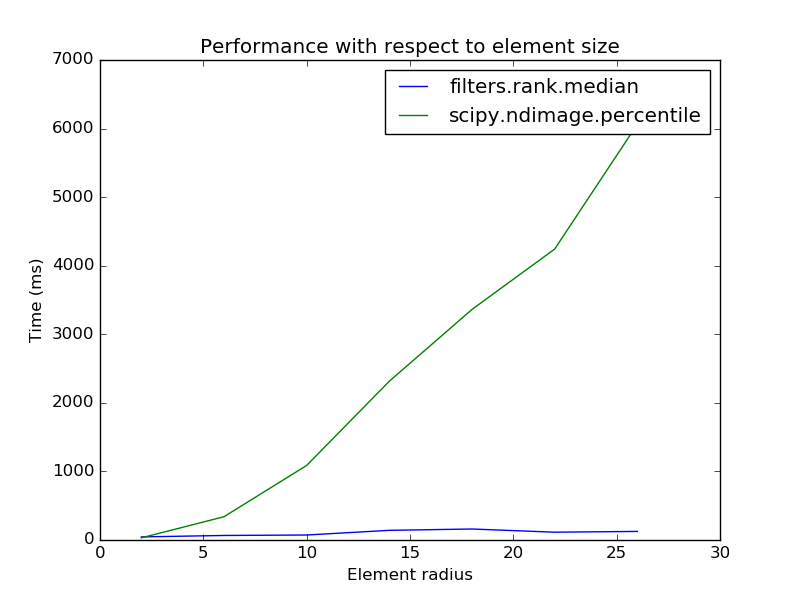 Performance with respect to element size
filters.rank.median
scipy.ndimage.percentile
7000
6000
5000
4000
3000
2000
1000
0
Time (ms)
0 5 10 15 20 25 30
Element radius